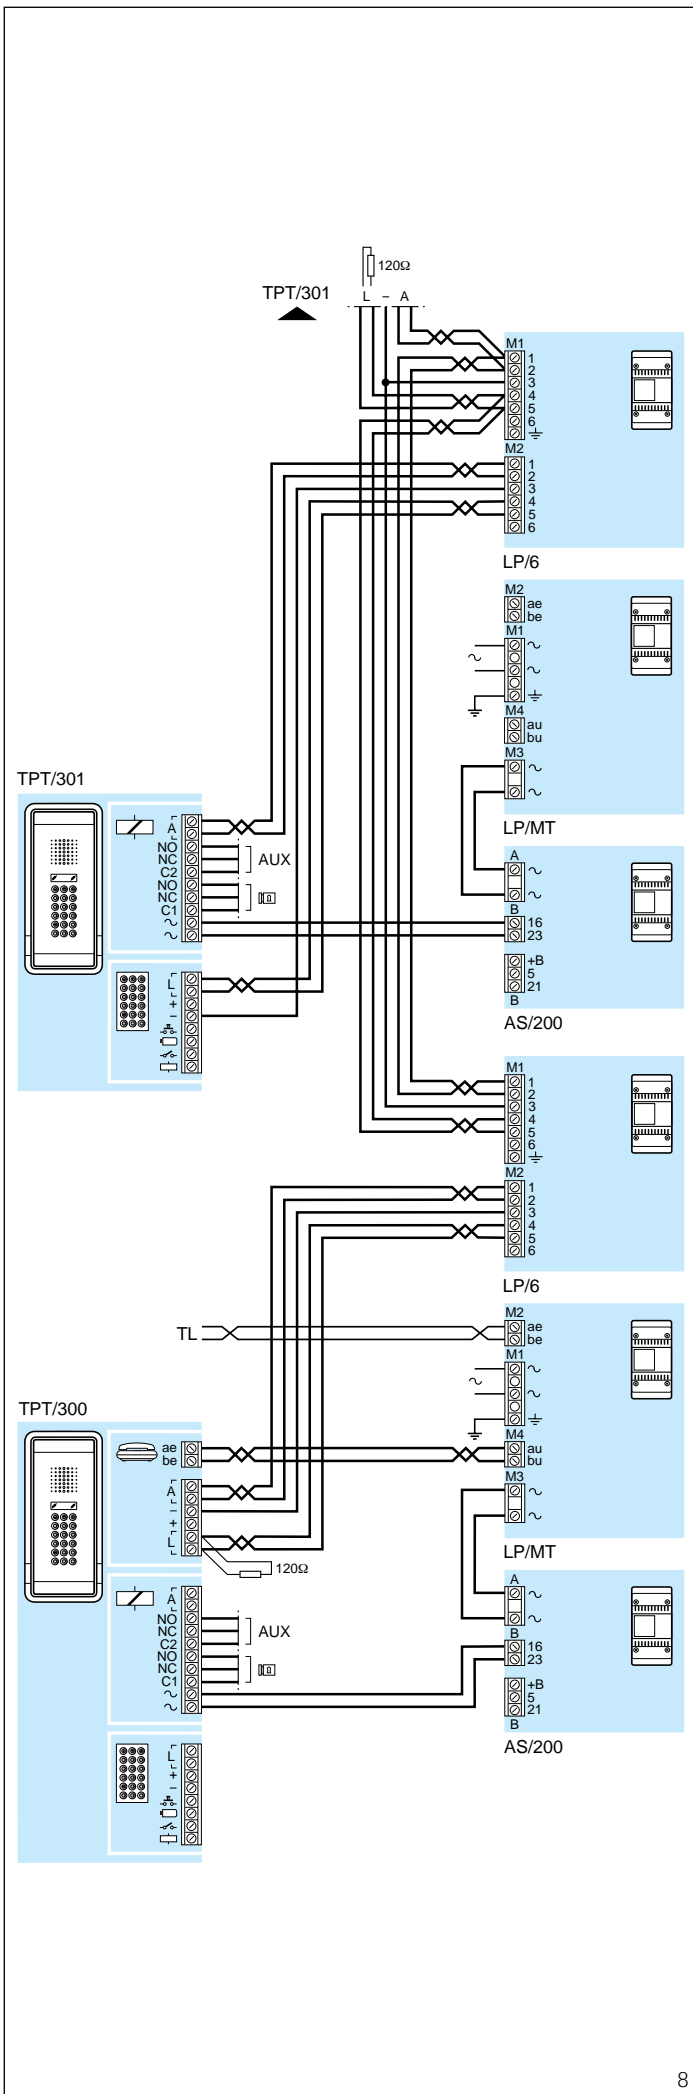 120Ω
TPT/301
L – A
M1
1
2
3
4
5
6
M2
1
2
3
4
5
6
LP/6
M2
ae
be
M1
M4
au
bu
M3
LP/MT
TPT/301
A
NO
NC
C2
AUX
NO
NC
C1
L
+
–
A
B
16
23
+B
5
21
B
AS/200
M1
1
2
3
4
5
6
M2
1
2
3
4
5
6
LP/6
TL
M2
ae
be
M1
M4
au
bu
M3
LP/MT
TPT/300
ae
be
A
–
+
L
120Ω
A
NO
NC
C2
AUX
NO
NC
C1
L
+
–
A
B
16
23
+B
5
21
B
AS/200
8